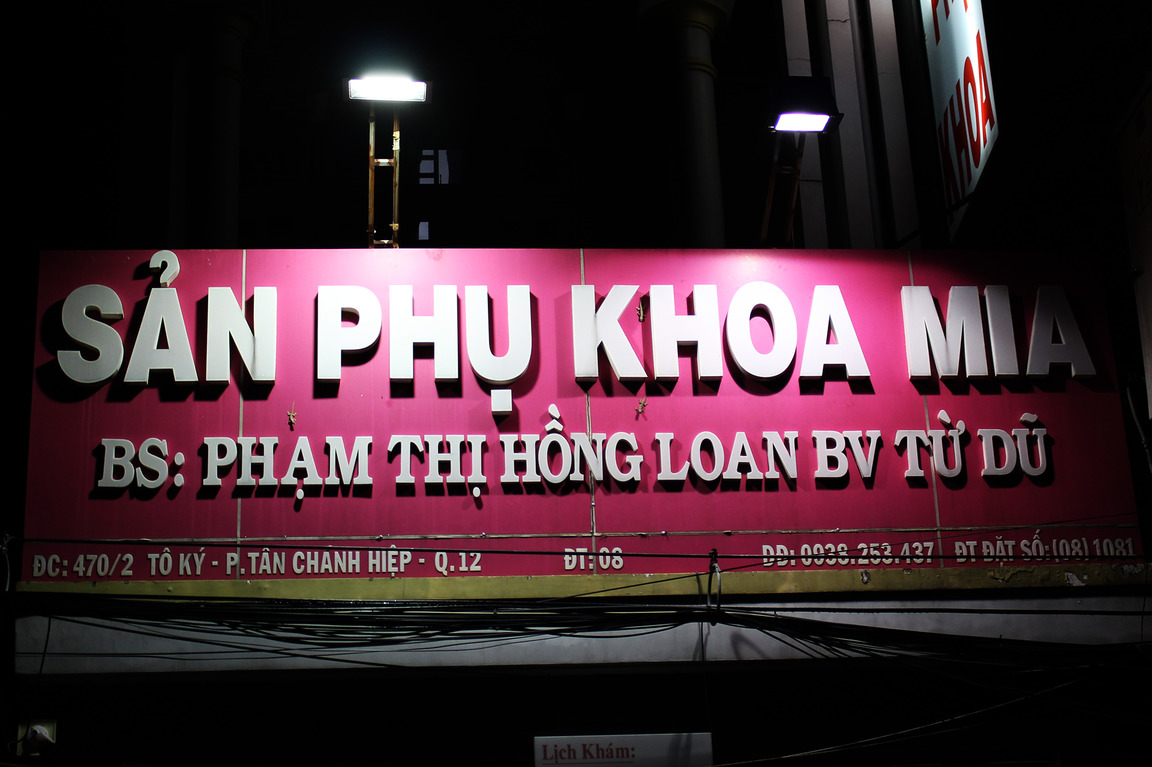 KHOA
SẢN PHỤ KHOA MIA
BS: PHẠM THỊ HỒNG LOAN BV TỪ DŨ
ĐC: 470/2 TÔ KÝ - P.TÂN CHÁNH HIỆP - Q.12 ĐT: 08 DĐ: 0938.253.437 ĐT ĐẶT SỐ: (08) 1081
Lịch Khám: